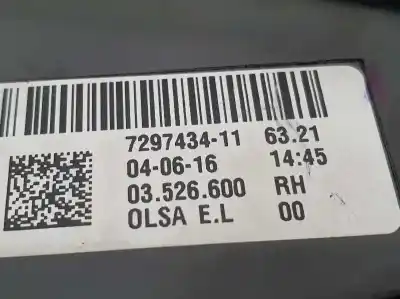 7297434-11 63.21
04-06-16 14:45
03.526.600 RH
OLSA E.L 00